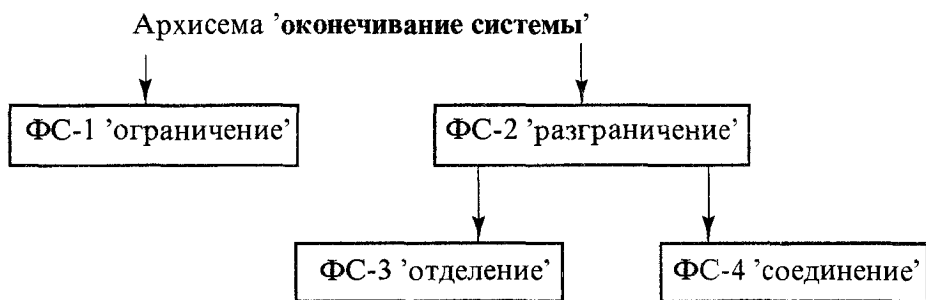 Архисема 'оконечивание системы'
ФС-1 'ограничение' ФС-2 'разграничение'
ФС-3 'отделение' ФС-4 'соединение'